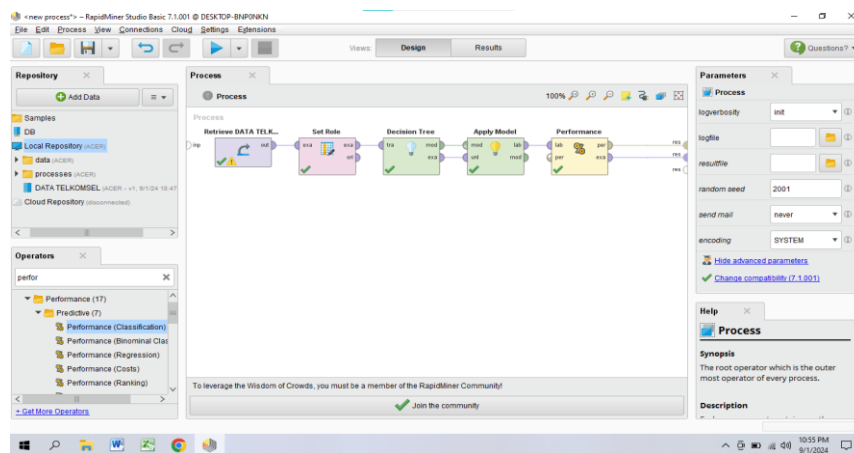 <new process*> – RapidMiner Studio Basic 7.1.001 @ DESKTOP-BNP0NKN
File Edit Process View Connections Cloud Settings Extensions
Views: Design Results Questions?
Repository
Add Data
Samples
DB
Local Repository (ACER)
data (ACER)
processes (ACER)
DATA TELKOMSEL (ACER – v1, 9/1/24 10:47
Cloud Repository (disconnected)
Operators
perfor
Performance (17)
Predictive (7)
Performance (Classification)
Performance (Binominal Clas
Performance (Regression)
Performance (Costs)
Performance (Ranking)
+ Get More Operators
Process
Process
100%
Process
Retrieve DATA TELK... Set Role Decision Tree Apply Model Performance
inp out exa exa tra mod mod lab lab per res
ori exa unl mod per exa res
res
To leverage the Wisdom of Crowds, you must be a member of the RapidMiner Community!
Join the community
Parameters
Process
logverbosity init
logfile
resultfile
random seed 2001
send mail never
encoding SYSTEM
Hide advanced parameters
Change compatibility (7.1.001)
Help
Process
Synopsis
The root operator which is the outer
most operator of every process.
Description
10:55 PM
9/1/2024